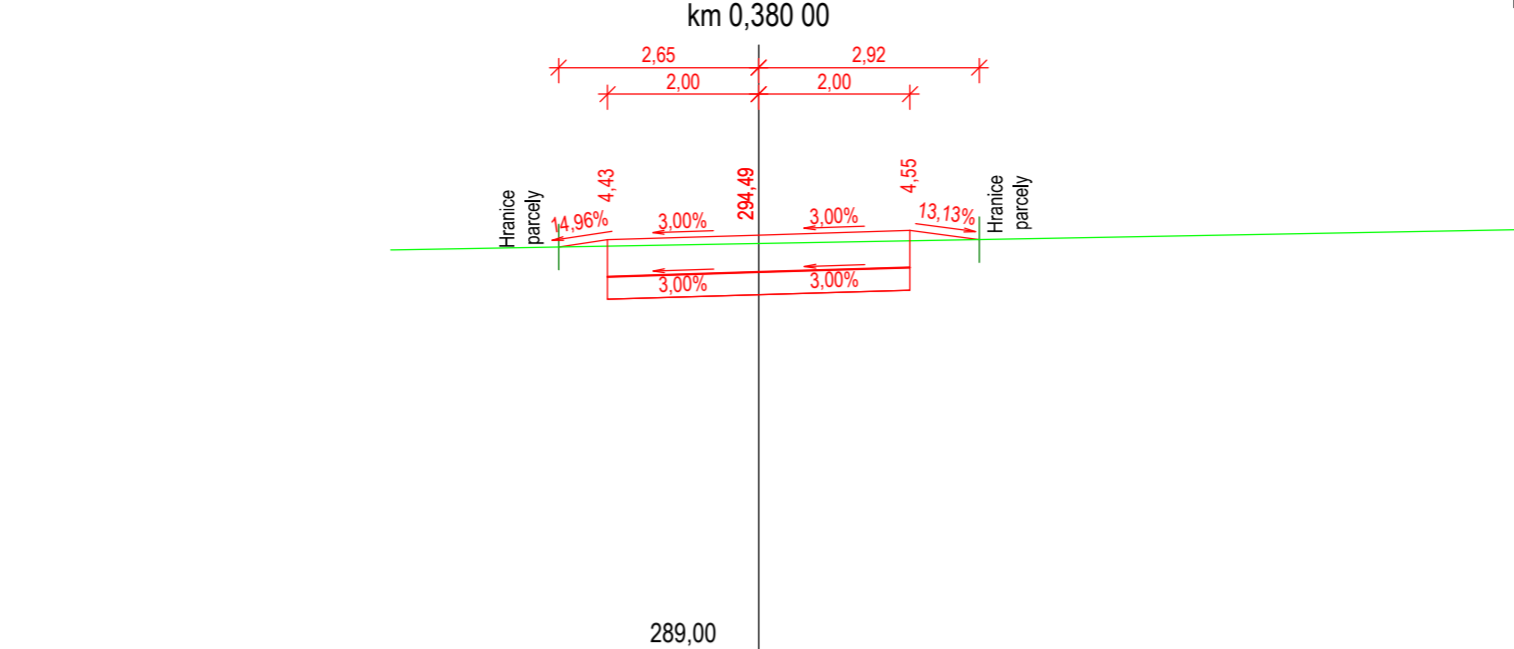 km 0,380 00
2,65
2,92
2,00
2,00
4,43
294,49
4,55
Hranice
parcely
14,96%
3,00%
3,00%
13,13%
Hranice
parcely
3,00%
3,00%
289,00